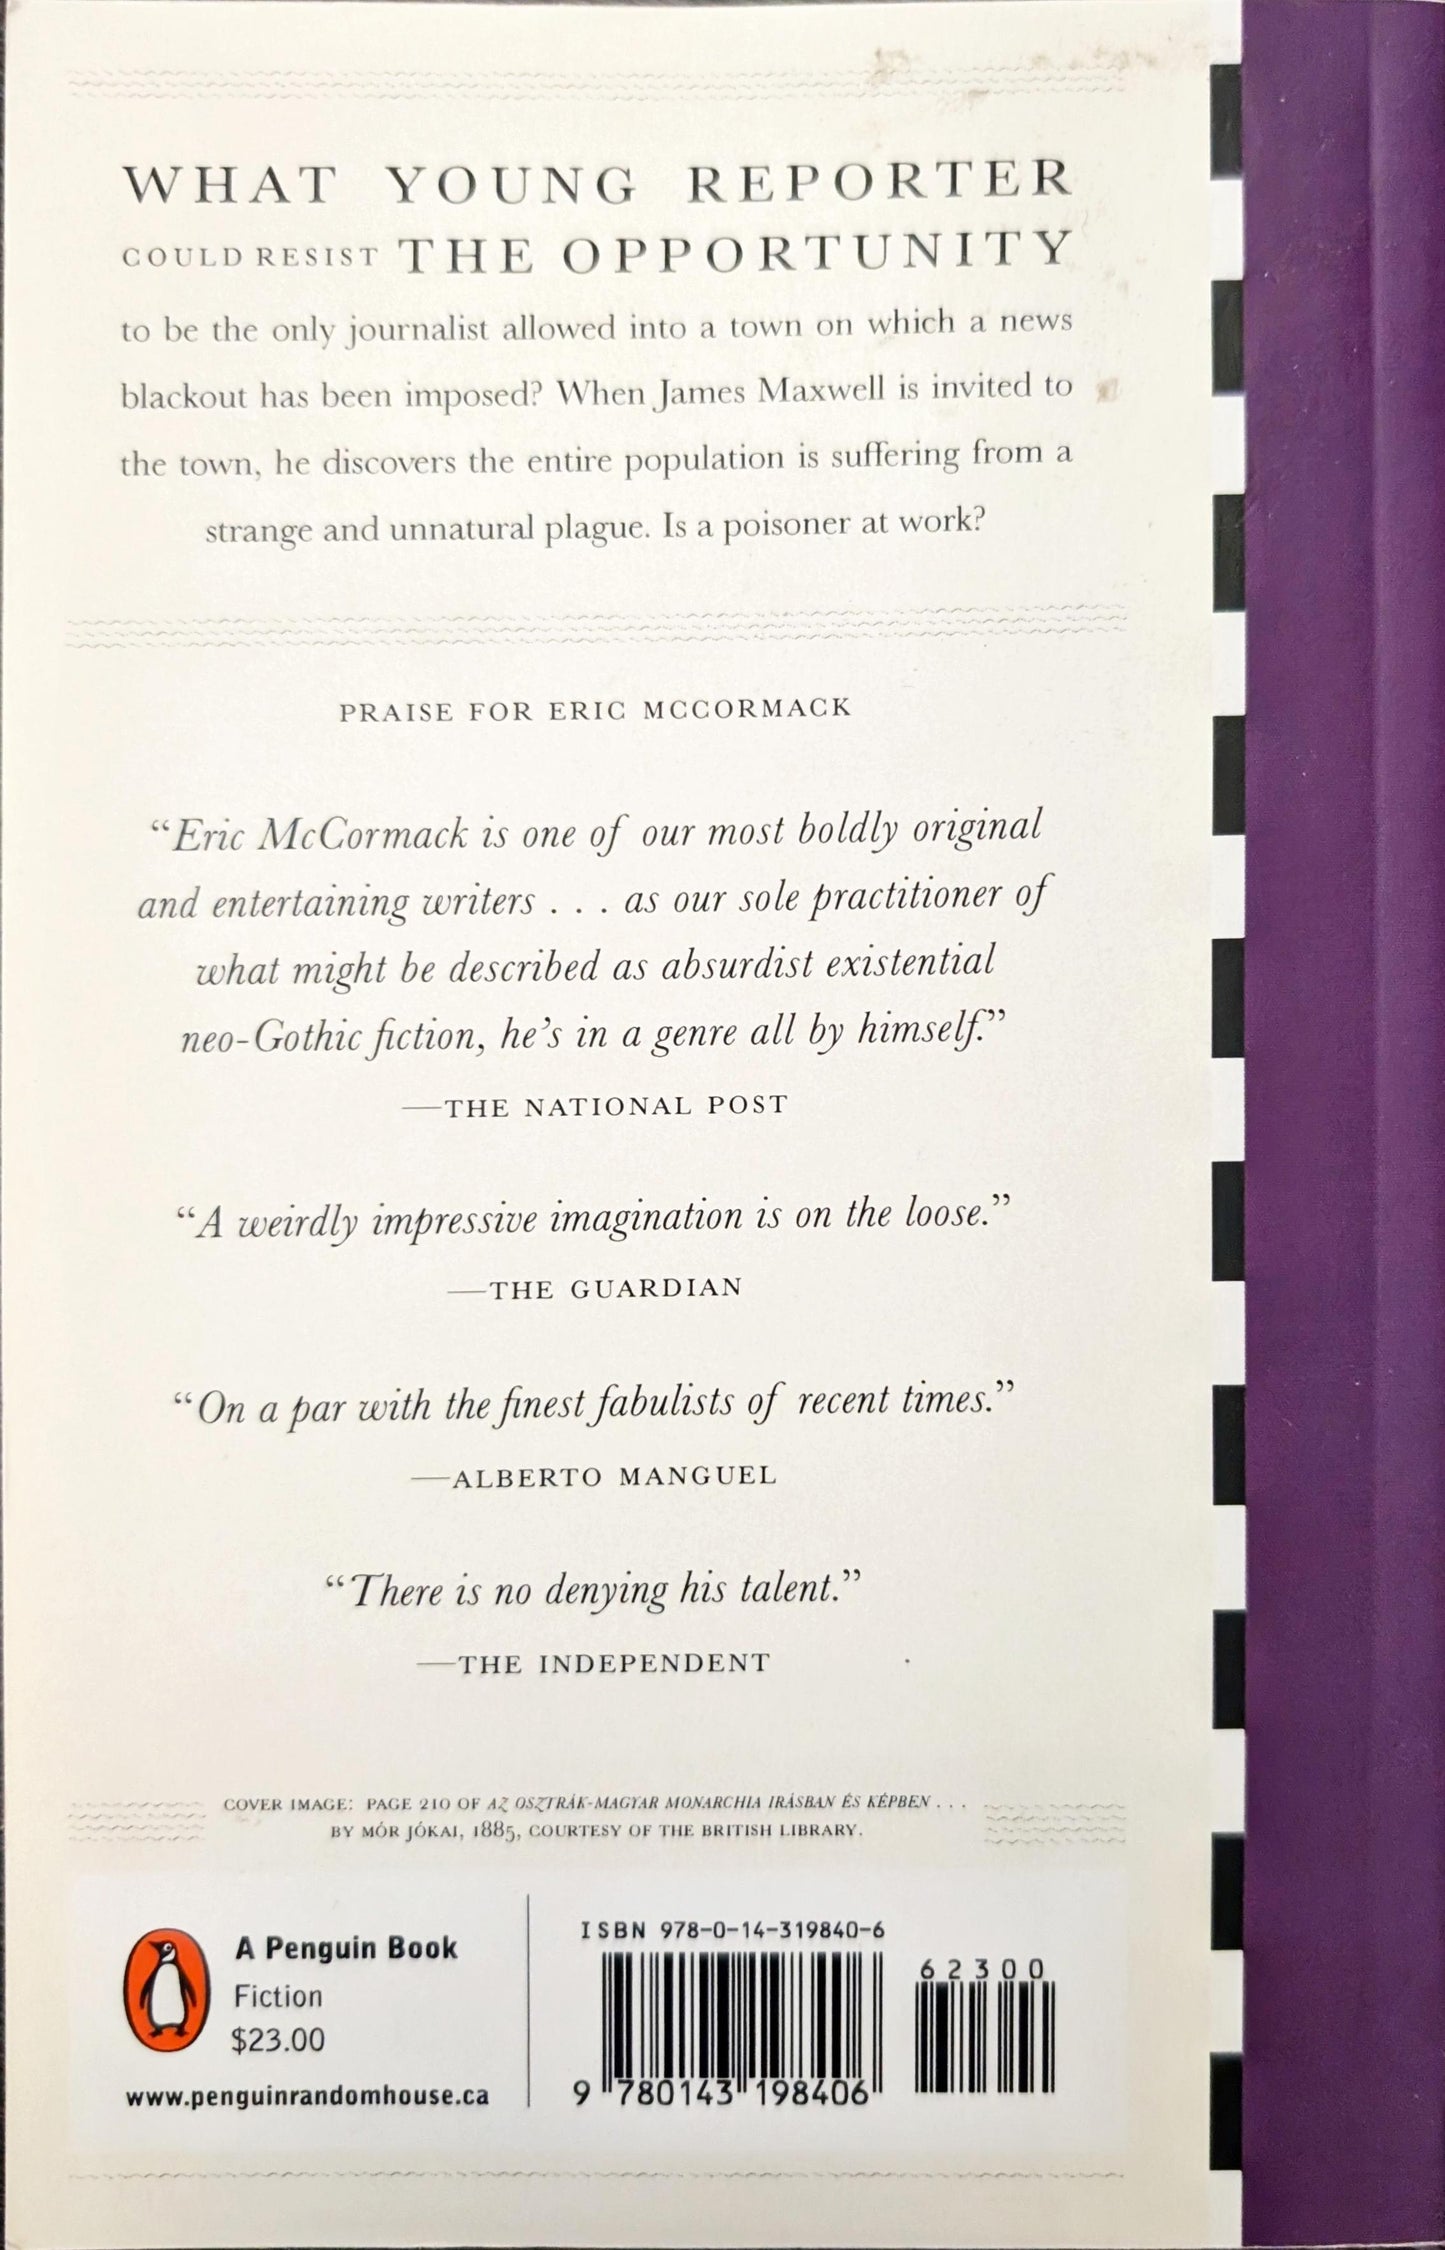 WHAT YOUNG REPORTER
COULD RESIST THE OPPORTUNITY
to be the only journalist allowed into a town on which a news
blackout has been imposed? When James Maxwell is invited to
the town, he discovers the entire population is suffering from a
strange and unnatural plague. Is a poisoner at work?
PRAISE FOR ERIC MCCORMACK
“Eric McCormack is one of our most boldly original
and entertaining writers . . . as our sole practitioner of
what might be described as absurdist existential
neo-Gothic fiction, he’s in a genre all by himself.”
—THE NATIONAL POST
“A weirdly impressive imagination is on the loose.”
—THE GUARDIAN
“On a par with the finest fabulists of recent times.”
—ALBERTO MANGUEL
“There is no denying his talent.”
—THE INDEPENDENT
COVER IMAGE: PAGE 210 OF AZ OSZTRÁK-MAGYAR MONARCHIA IRÁSBAN ÉS KÉPBEN . . .
BY MÓR JÓKAI, 1885, COURTESY OF THE BRITISH LIBRARY.
A Penguin Book
Fiction
$23.00
www.penguinrandomhouse.ca
ISBN 978-0-14-319840-6
62300
9 780143 198406